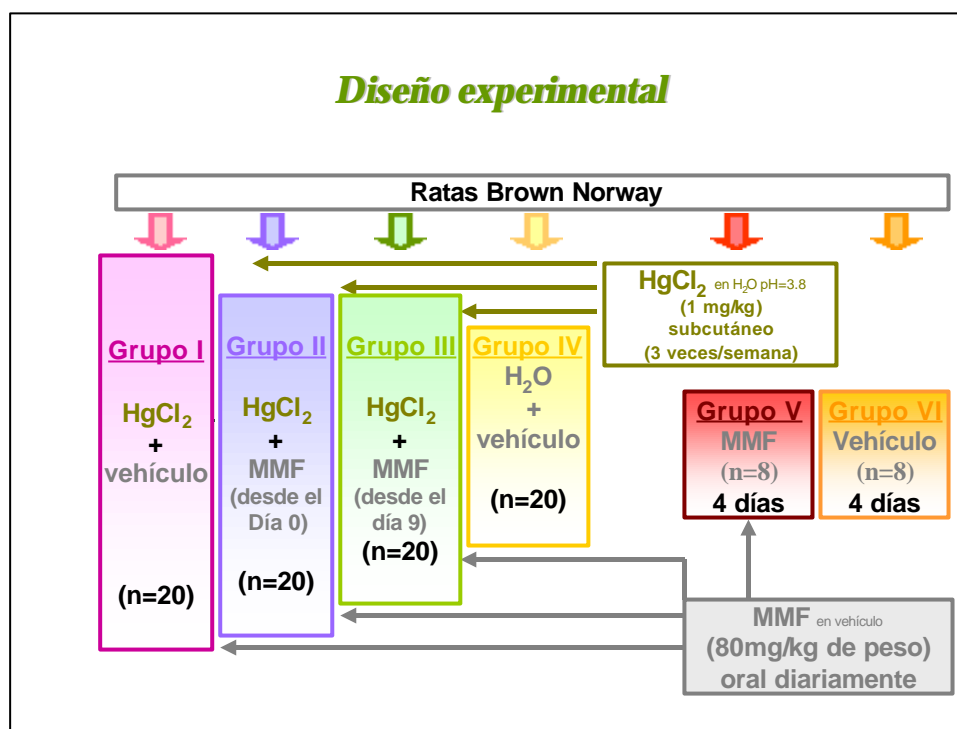 Diseño experimental
Ratas Brown Norway
HgCl2 en H2O pH=3.8
(1 mg/kg)
subcutáneo
(3 veces/semana)
Grupo I
HgCl2
+
vehículo
(n=20)
Grupo II
HgCl2
+
MMF
(desde el
Día 0)
(n=20)
Grupo III
HgCl2
+
MMF
(desde el
día 9)
(n=20)
Grupo IV
H2O
+
vehículo
(n=20)
Grupo V
MMF
(n=8)
4 días
Grupo VI
Vehículo
(n=8)
4 días
MMF en vehículo
(80mg/kg de peso)
oral diariamente